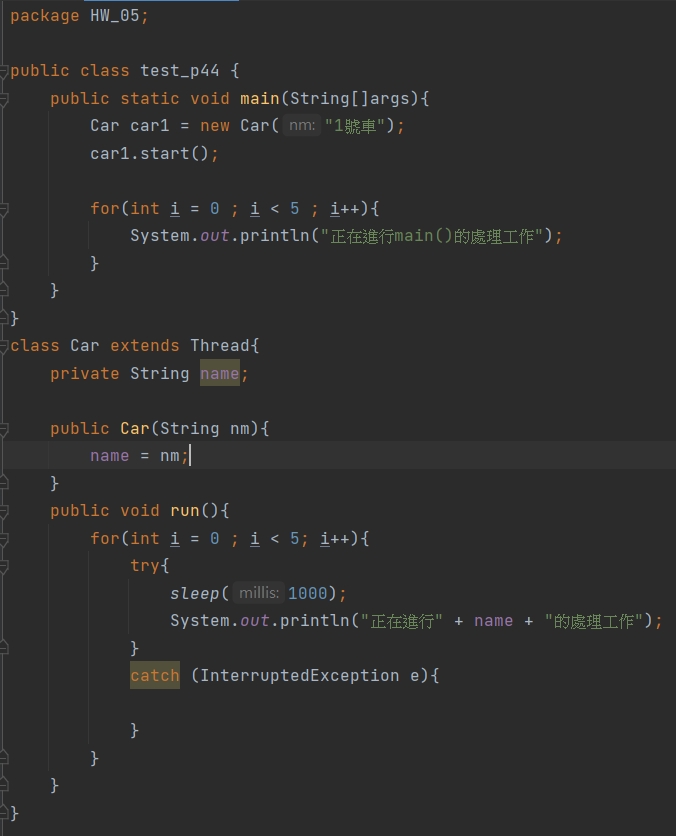 package HW_05;
public class test_p44 {
public static void main(String[]args){
Car car1 = new Car( nm: "1號車");
car1.start();
for(int i = 0 ; i < 5 ; i++){
System.out.println("正在進行main()的處理工作");
}
}
}
class Car extends Thread{
private String name;
public Car(String nm){
name = nm;
}
public void run(){
for(int i = 0 ; i < 5; i++){
try{
sleep( millis: 1000);
System.out.println("正在進行" + name + "的處理工作");
}
catch (InterruptedException e){
}
}
}
}